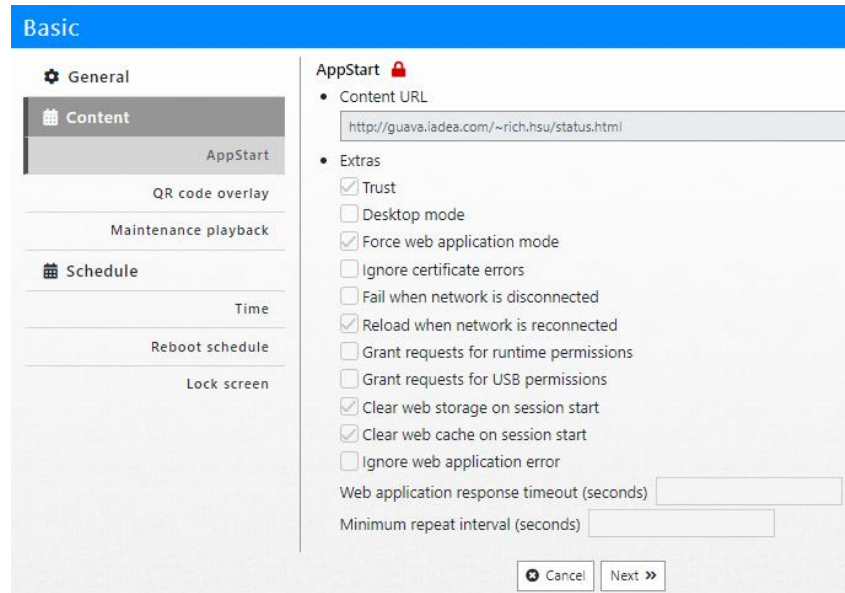 Basic
General
Content
AppStart
QR code overlay
Maintenance playback
Schedule
Time
Reboot schedule
Lock screen
AppStart
Content URL
http://guava.iadea.com/~rich.hsu/status.html
Extras
Trust
Desktop mode
Force web application mode
Ignore certificate errors
Fail when network is disconnected
Reload when network is reconnected
Grant requests for runtime permissions
Grant requests for USB permissions
Clear web storage on session start
Clear web cache on session start
Ignore web application error
Web application response timeout (seconds)
Minimum repeat interval (seconds)
Cancel Next »